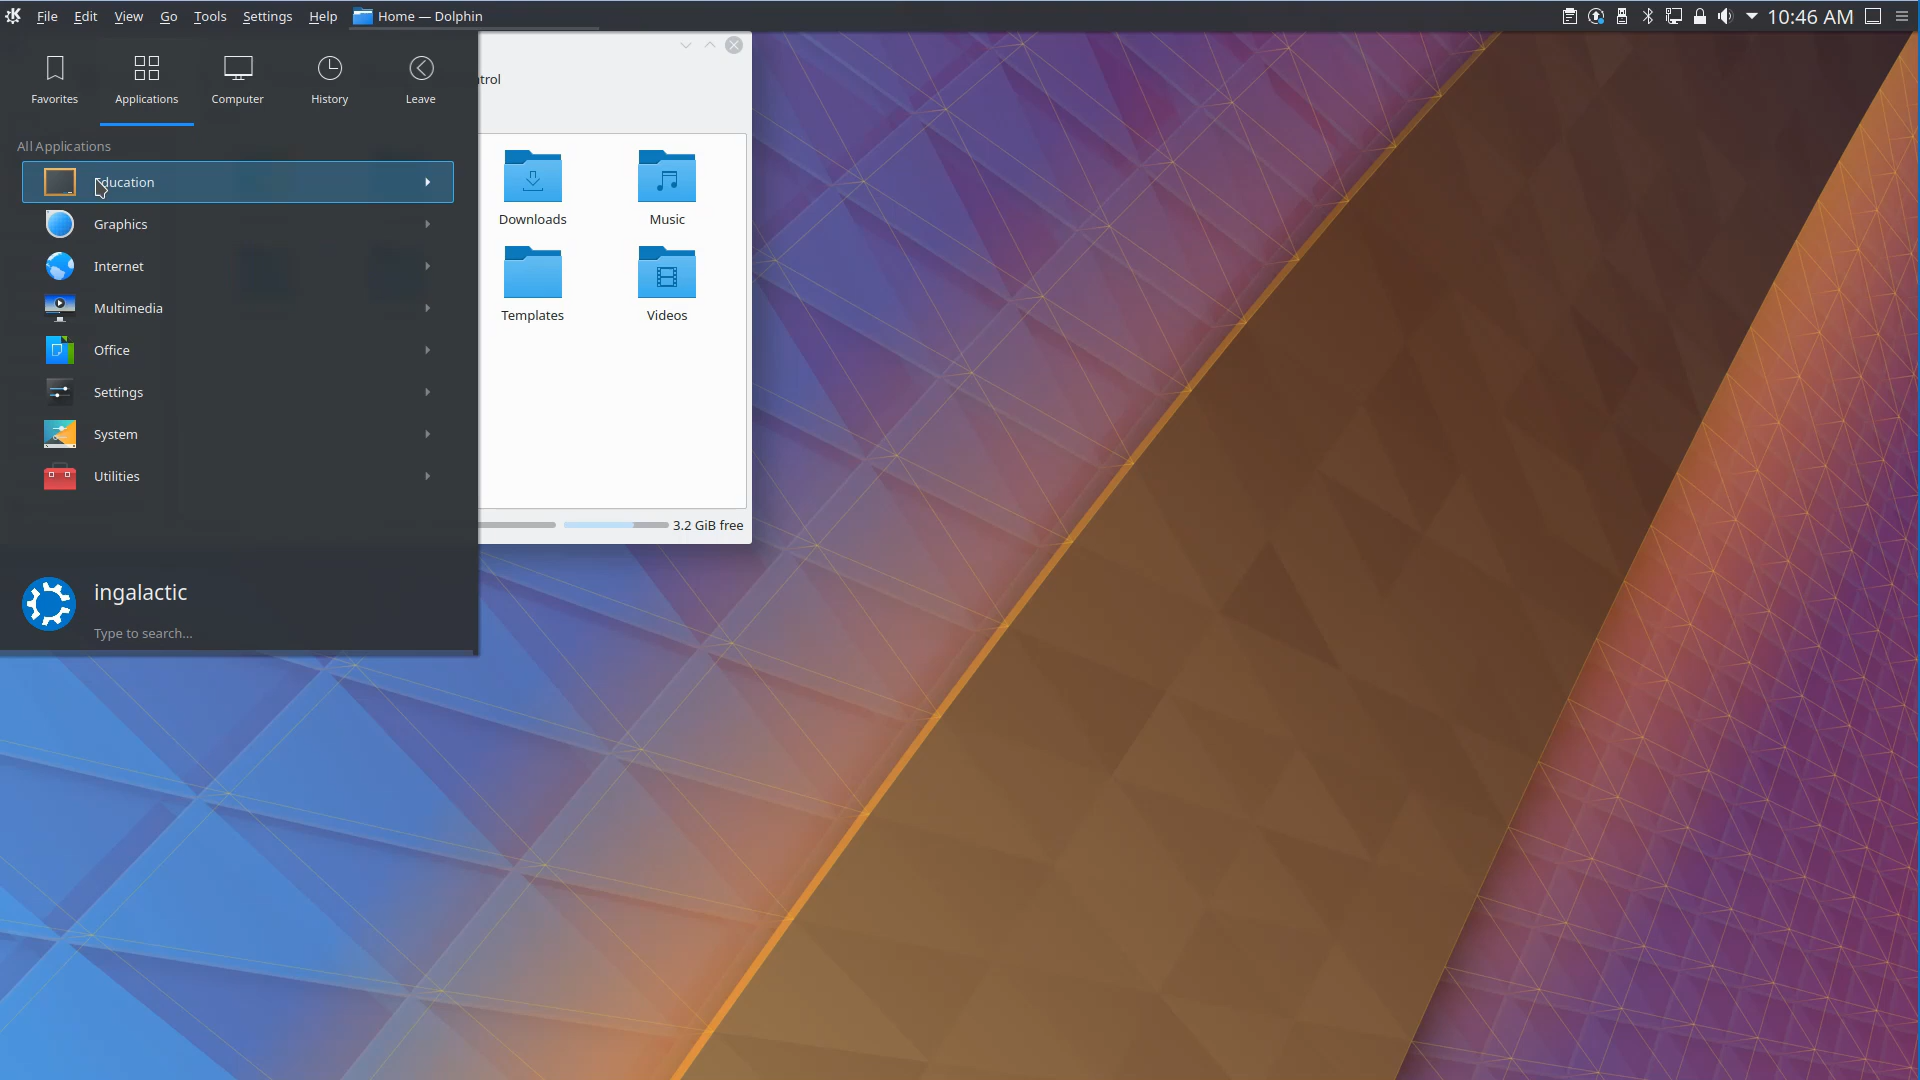 File Edit View Go Tools Settings Help Home — Dolphin 10:46 AM
Favorites Applications Computer History Leave
All Applications
Education
Graphics
Internet
Multimedia
Office
Settings
System
Utilities
ingalactic
Type to search...
Downloads Music
Templates Videos
3.2 GiB free